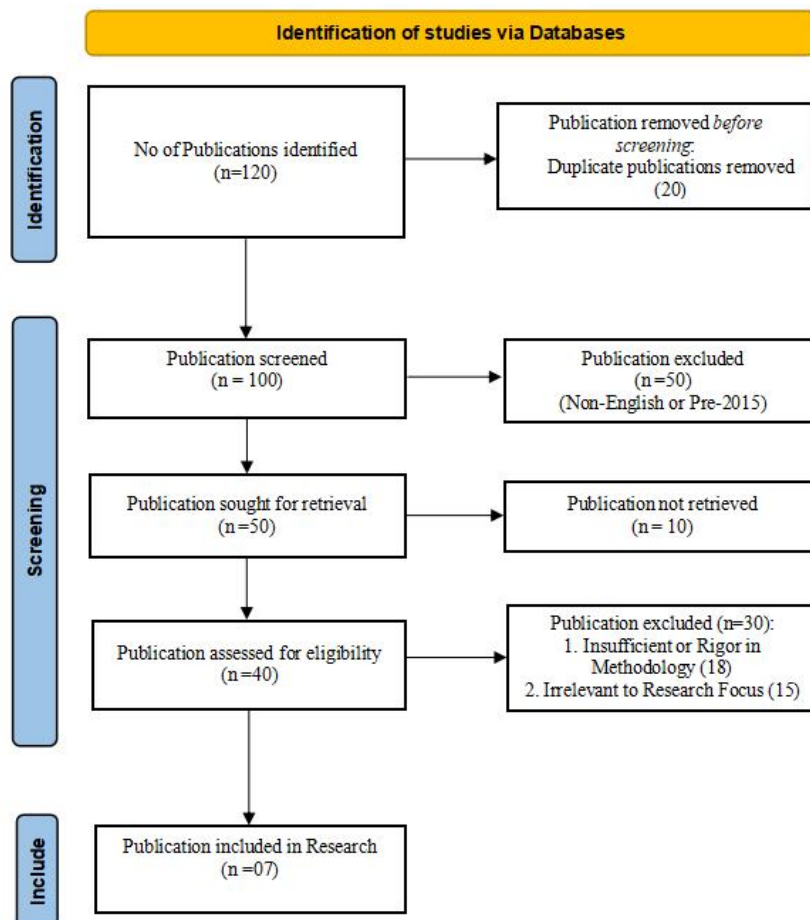 Identification of studies via Databases
Identification
No of Publications identified
(n=120)
Publication removed before
screening:
Duplicate publications removed
(20)
Screening
Publication screened
(n = 100)
Publication excluded
(n=50)
(Non-English or Pre-2015)
Publication sought for retrieval
(n=50)
Publication not retrieved
(n= 10)
Publication assessed for eligibility
(n=40)
Publication excluded (n=30):
1. Insufficient or Rigor in
Methodology (18)
2. Irrelevant to Research Focus (15)
Include
Publication included in Research
(n =07)